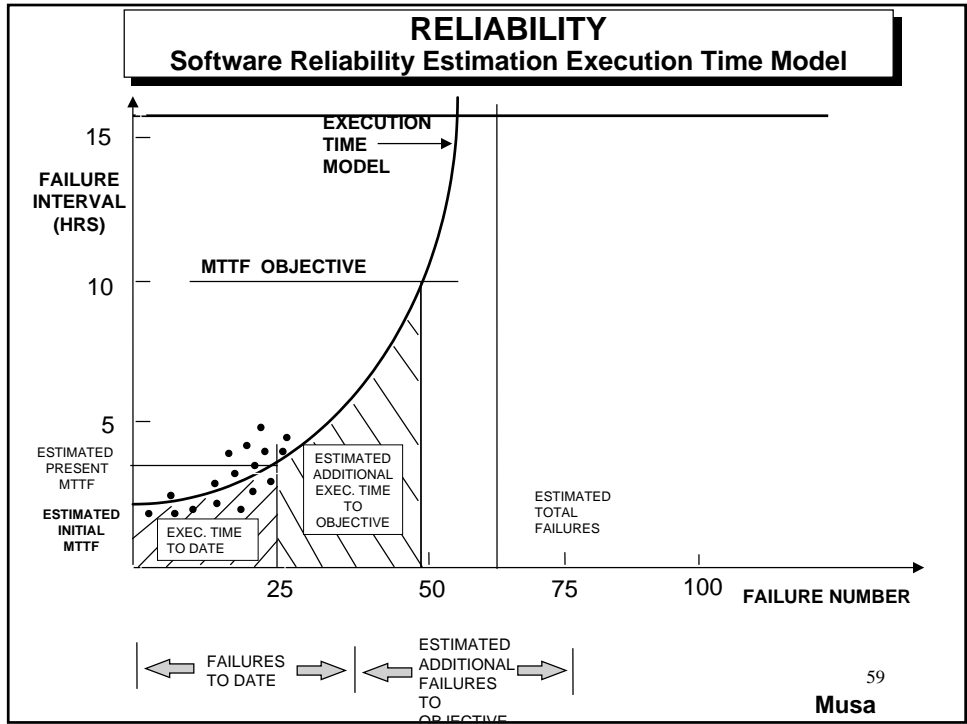 RELIABILITY
Software Reliability Estimation Execution Time Model
EXECUTION
TIME
MODEL
15
FAILURE
INTERVAL
(HRS)
MTTF OBJECTIVE
10
5
ESTIMATED
PRESENT
MTTF
ESTIMATED
INITIAL
MTTF
EXEC. TIME
TO DATE
ESTIMATED
ADDITIONAL
EXEC. TIME
TO
OBJECTIVE
ESTIMATED
TOTAL
FAILURES
25
50
75
100
FAILURE NUMBER
FAILURES
TO DATE
ESTIMATED
ADDITIONAL
FAILURES
TO
OBJECTIVE
59
Musa